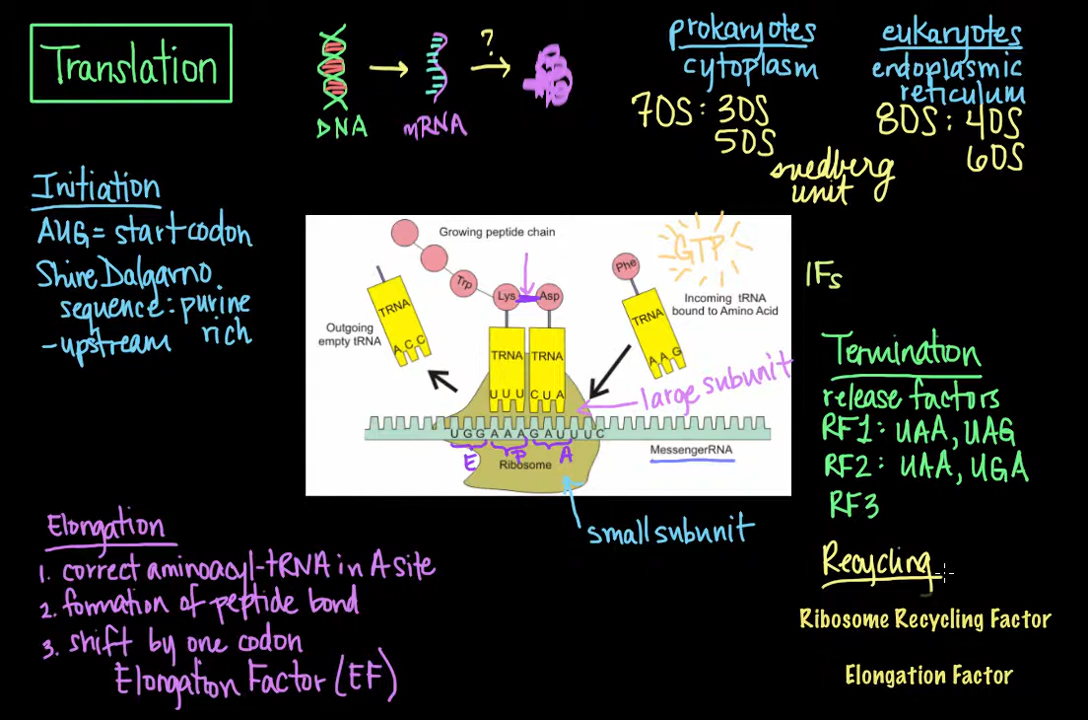 Translation
DNA
mRNA
?
prokaryotes
cytoplasm
70S: 30S
50S
eukaryotes
endoplasmic
reticulum
80S: 40S
60S
svedberg
unit
Initiation
AUG = start codon
Shine Dalgarno
sequence: purine
rich
-upstream
Growing peptide chain
GTP
Trp
Lys
Asp
Phe
Incoming tRNA
bound to Amino Acid
Outgoing
empty tRNA
TRNA
ACC
TRNA
UUU
TRNA
CUA
TRNA
AAG
large subunit
UGGAAAGAUUUC
E P A
Ribosome
MessengerRNA
small subunit
IFs
Termination
release factors
RF1: UAA, UAG
RF2: UAA, UGA
RF3
Recycling
Ribosome Recycling Factor
Elongation Factor
Elongation
1. correct aminoacyl-tRNA in A site
2. formation of peptide bond
3. shift by one codon
Elongation Factor (EF)